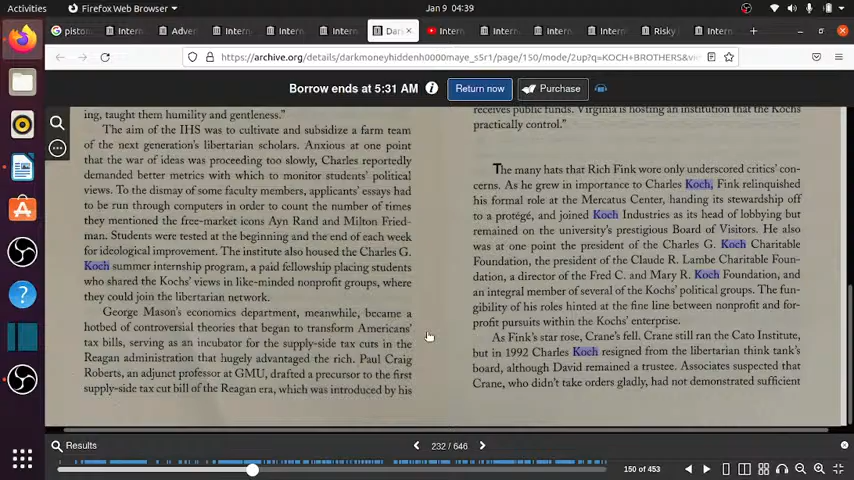 Activities
Firefox Web Browser
Jan 9 04:39
piston
Intern
Adver
Intern
Intern
Intern
Dark
Intern
Intern
Intern
Intern
Risky
Intern
https://archive.org/details/darkmoneyhiddenh0000maye_s5r1/page/150/mode/2up?q=KOCH+BROTHERS&vi
Borrow ends at 5:31 AM
Return now
Purchase
ing, taught them humility and gentleness."
The aim of the IHS was to cultivate and subsidize a farm team
of the next generation's libertarian scholars. Anxious at one point
that the war of ideas was proceeding too slowly, Charles reportedly
demanded better metrics with which to monitor students' political
views. To the dismay of some faculty members, applicants' essays had
to be run through computers in order to count the number of times
they mentioned the free-market icons Ayn Rand and Milton Fried-
man. Students were tested at the beginning and the end of each week
for ideological improvement. The institute also housed the Charles G.
Koch summer internship program, a paid fellowship placing students
who shared the Kochs' views in like-minded nonprofit groups, where
they could join the libertarian network.
George Mason's economics department, meanwhile, became a
hotbed of controversial theories that began to transform Americans'
tax bills, serving as an incubator for the supply-side tax cuts in the
Reagan administration that hugely advantaged the rich. Paul Craig
Roberts, an adjunct professor at GMU, drafted a precursor to the first
supply-side tax cut bill of the Reagan era, which was introduced by his
receives public funds. Virginia is hosting an institution that the Kochs
practically control."
The many hats that Rich Fink wore only underscored critics' con-
cerns. As he grew in importance to Charles Koch, Fink relinquished
his formal role at the Mercatus Center, handing its stewardship off
to a protégé, and joined Koch Industries as its head of lobbying but
remained on the university's prestigious Board of Visitors. He also
was at one point the president of the Charles G. Koch Charitable
Foundation, the president of the Claude R. Lambe Charitable Foun-
dation, a director of the Fred C. and Mary R. Koch Foundation, and
an integral member of several of the Kochs' political groups. The fun-
gibility of his roles hinted at the fine line between nonprofit and for-
profit pursuits within the Kochs' enterprise.
As Fink's star rose, Crane's fell. Crane still ran the Cato Institute,
but in 1992 Charles Koch resigned from the libertarian think tank's
board, although David remained a trustee. Associates suspected that
Crane, who didn't take orders gladly, had not demonstrated sufficient
Results
232 / 646
150 of 453